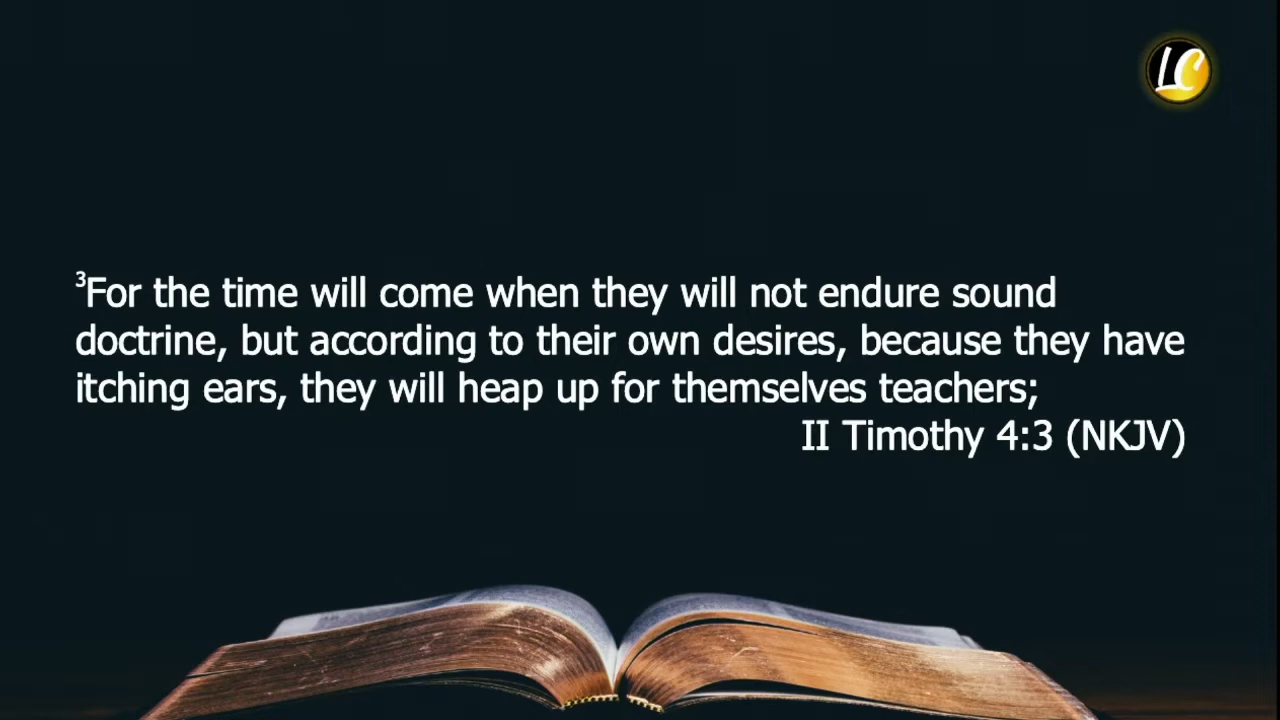 LC
³For the time will come when they will not endure sound
doctrine, but according to their own desires, because they have
itching ears, they will heap up for themselves teachers;
II Timothy 4:3 (NKJV)